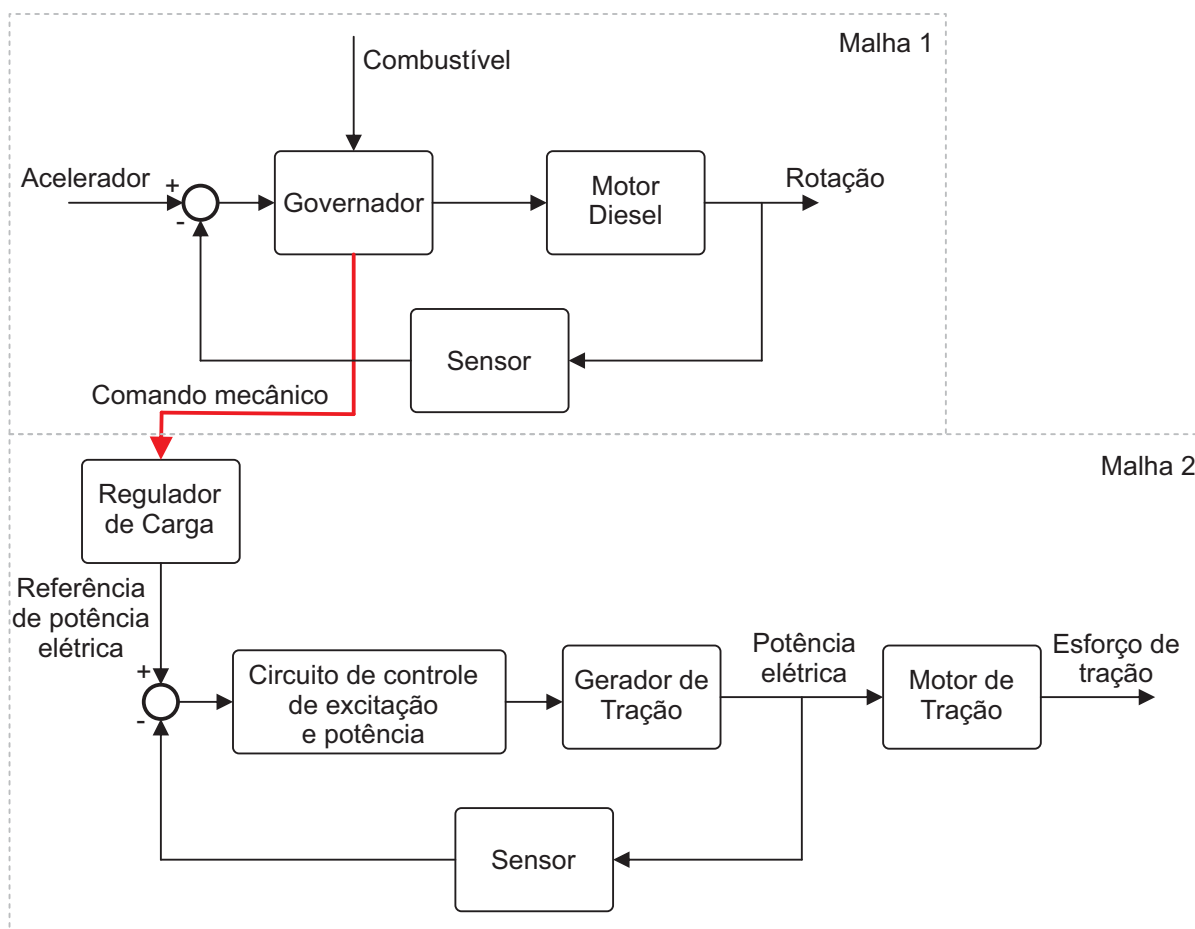 Malha 1
Combustível
Acelerador
+
-
Governador
Motor
Diesel
Rotação
Sensor
Comando mecânico
Malha 2
Regulador
de Carga
Referência
de potência
elétrica
+
-
Circuito de controle
de excitação
e potência
Gerador de
Tração
Potência
elétrica
Motor de
Tração
Esforço de
tração
Sensor